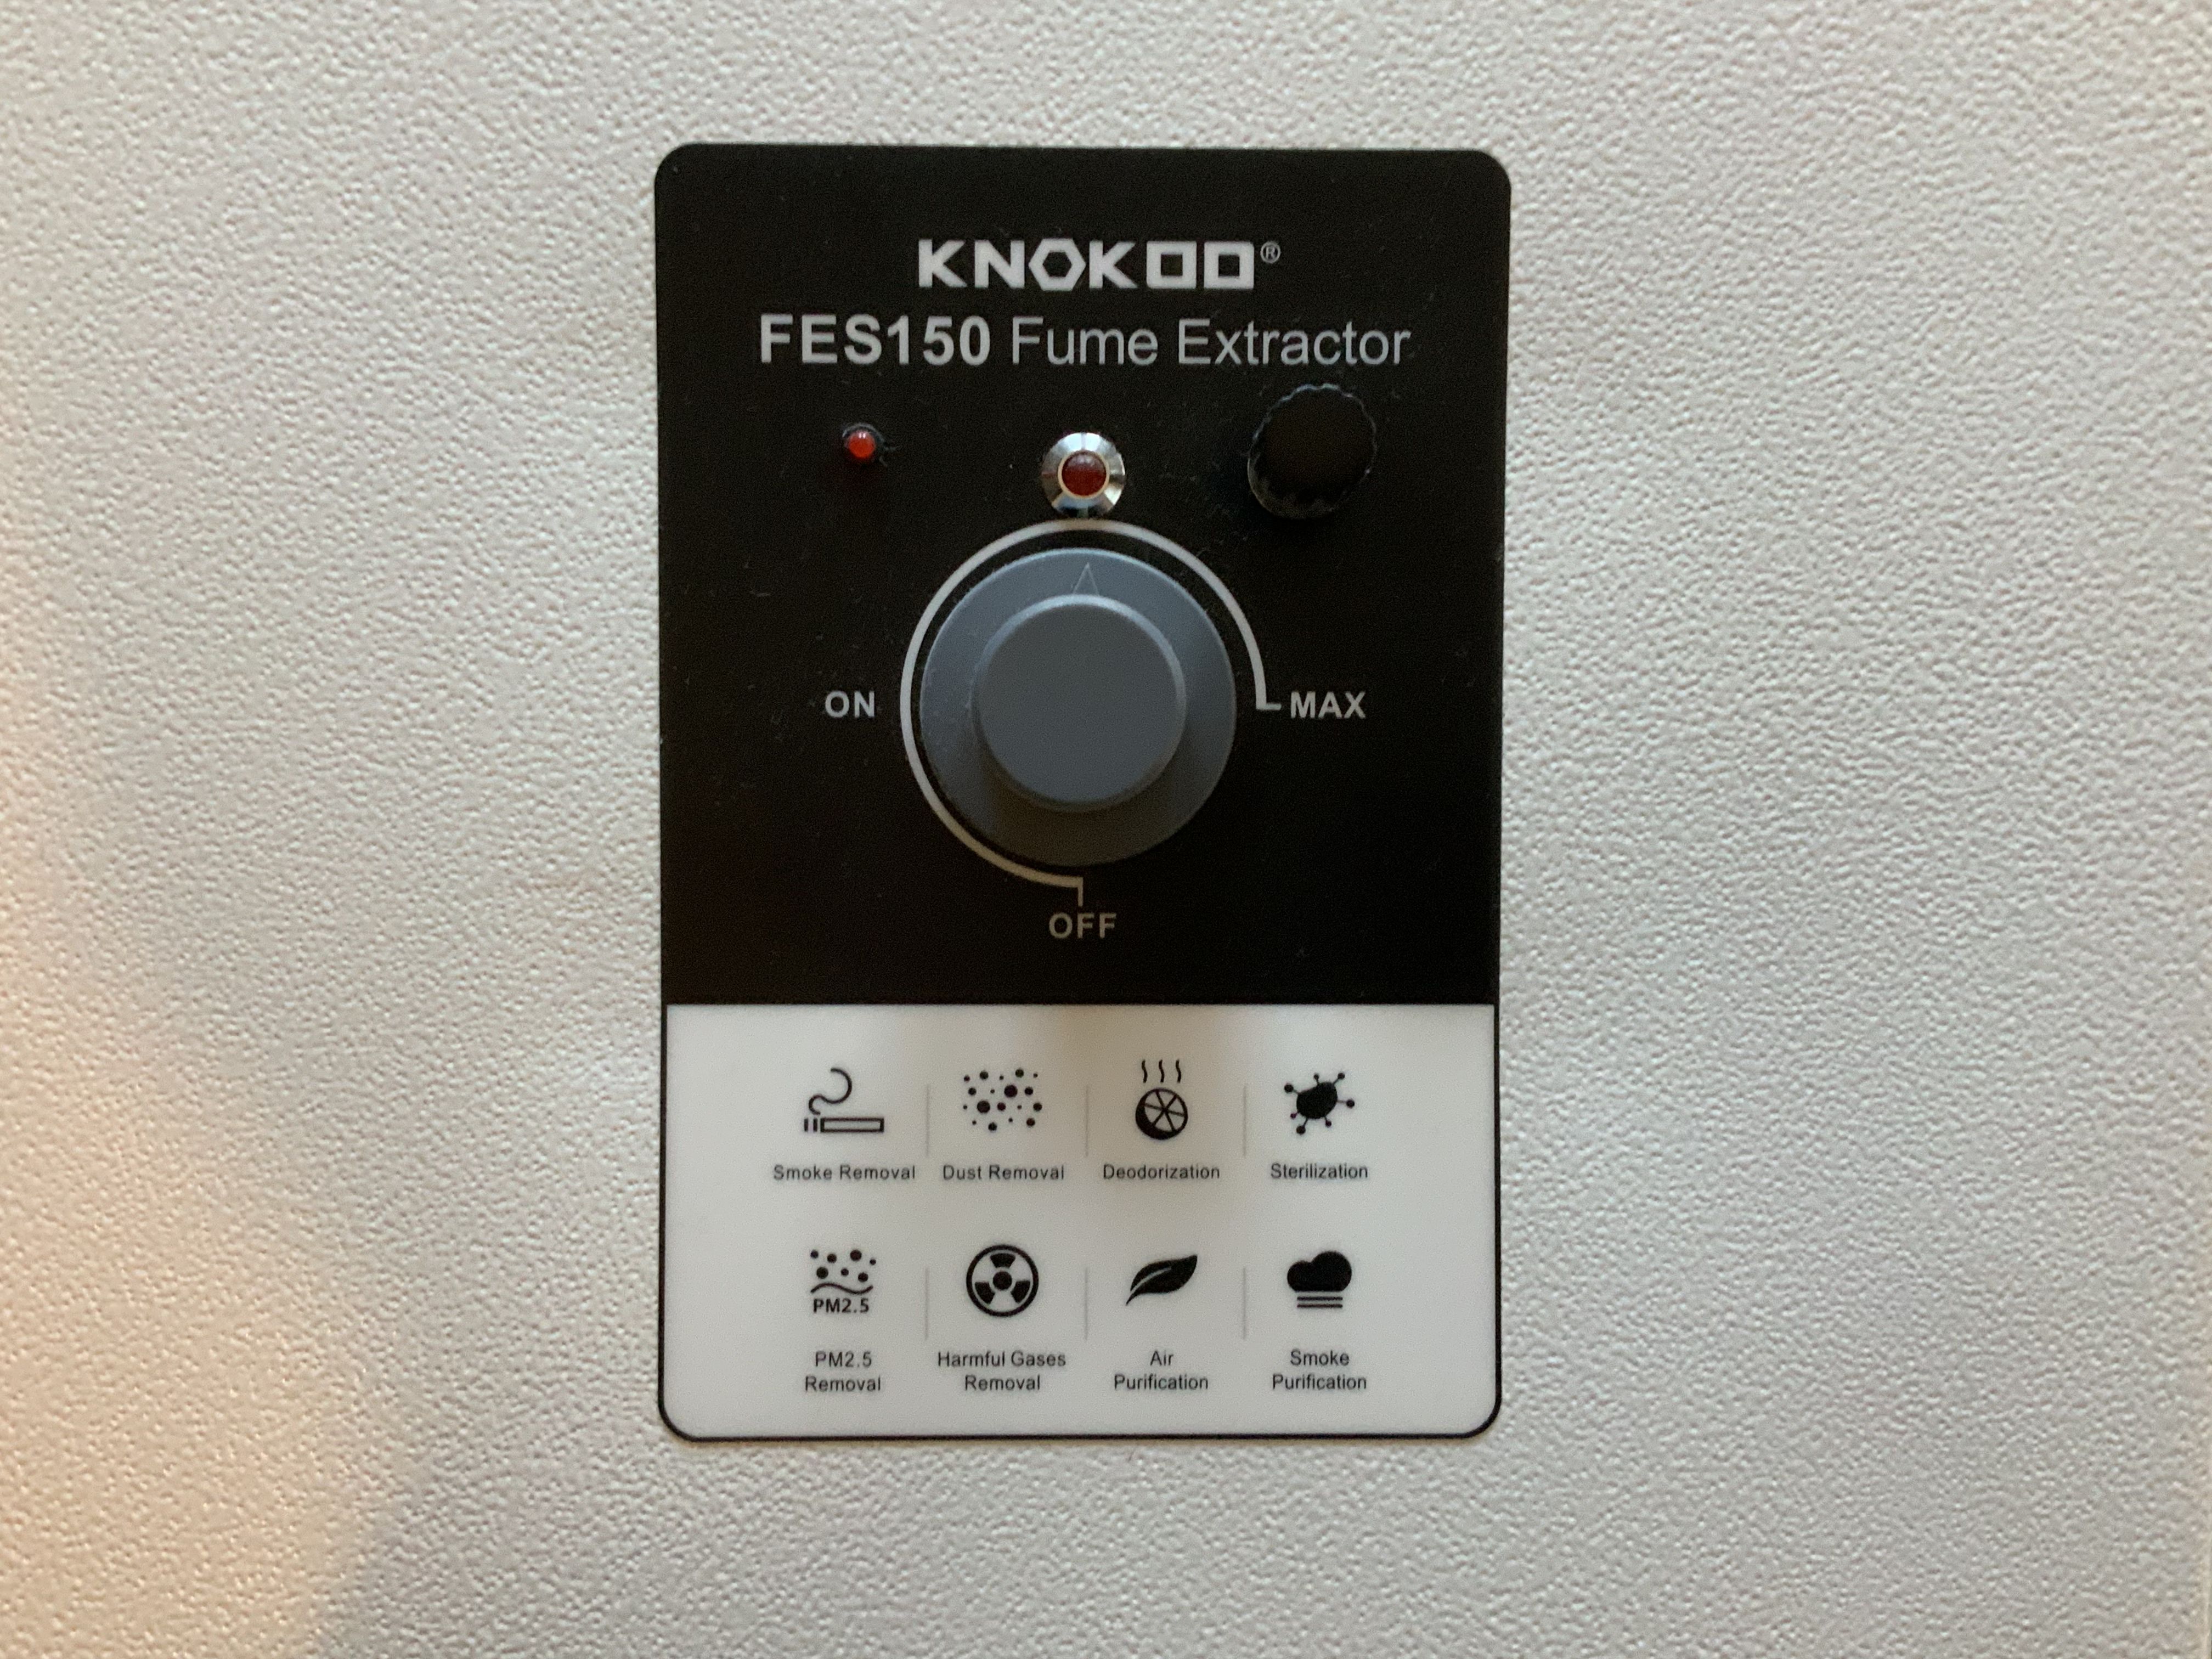 KNOKOO®
FES150 Fume Extractor
ON
MAX
OFF
Smoke Removal
Dust Removal
Deodorization
Sterilization
PM2.5
PM2.5
Removal
Harmful Gases
Removal
Air
Purification
Smoke
Purification